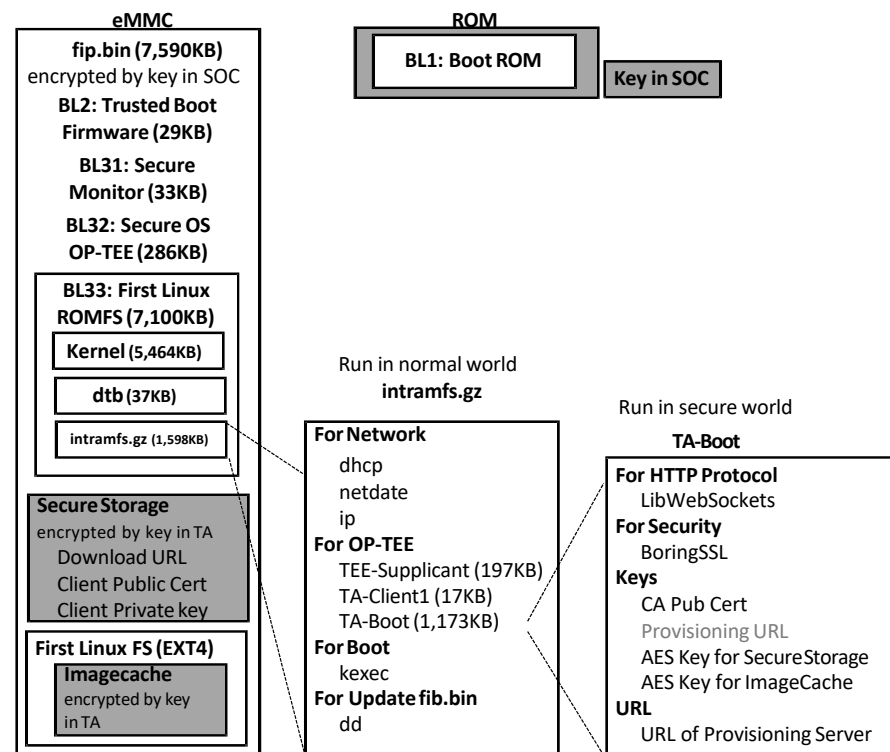 eMMC
fip.bin (7,590KB)
encrypted by key in SOC
BL2: Trusted Boot
Firmware (29KB)
BL31: Secure
Monitor (33KB)
BL32: Secure OS
OP-TEE (286KB)
BL33: First Linux
ROMFS (7,100KB)
Kernel (5,464KB)
dtb (37KB)
intramfs.gz (1,598KB)
Secure Storage
encrypted by key in TA
Download URL
Client Public Cert
Client Private key
First Linux FS (EXT4)
Imagecache
encrypted by key
in TA
ROM
BL1: Boot ROM
Key in SOC
Run in normal world
intramfs.gz
For Network
dhcp
netdate
ip
For OP-TEE
TEE-Supplicant (197KB)
TA-Client1 (17KB)
TA-Boot (1,173KB)
For Boot
kexec
For Update fib.bin
dd
Run in secure world
TA-Boot
For HTTP Protocol
LibWebSockets
For Security
BoringSSL
Keys
CA Pub Cert
Provisioning URL
AES Key for SecureStorage
AES Key for ImageCache
URL
URL of Provisioning Server